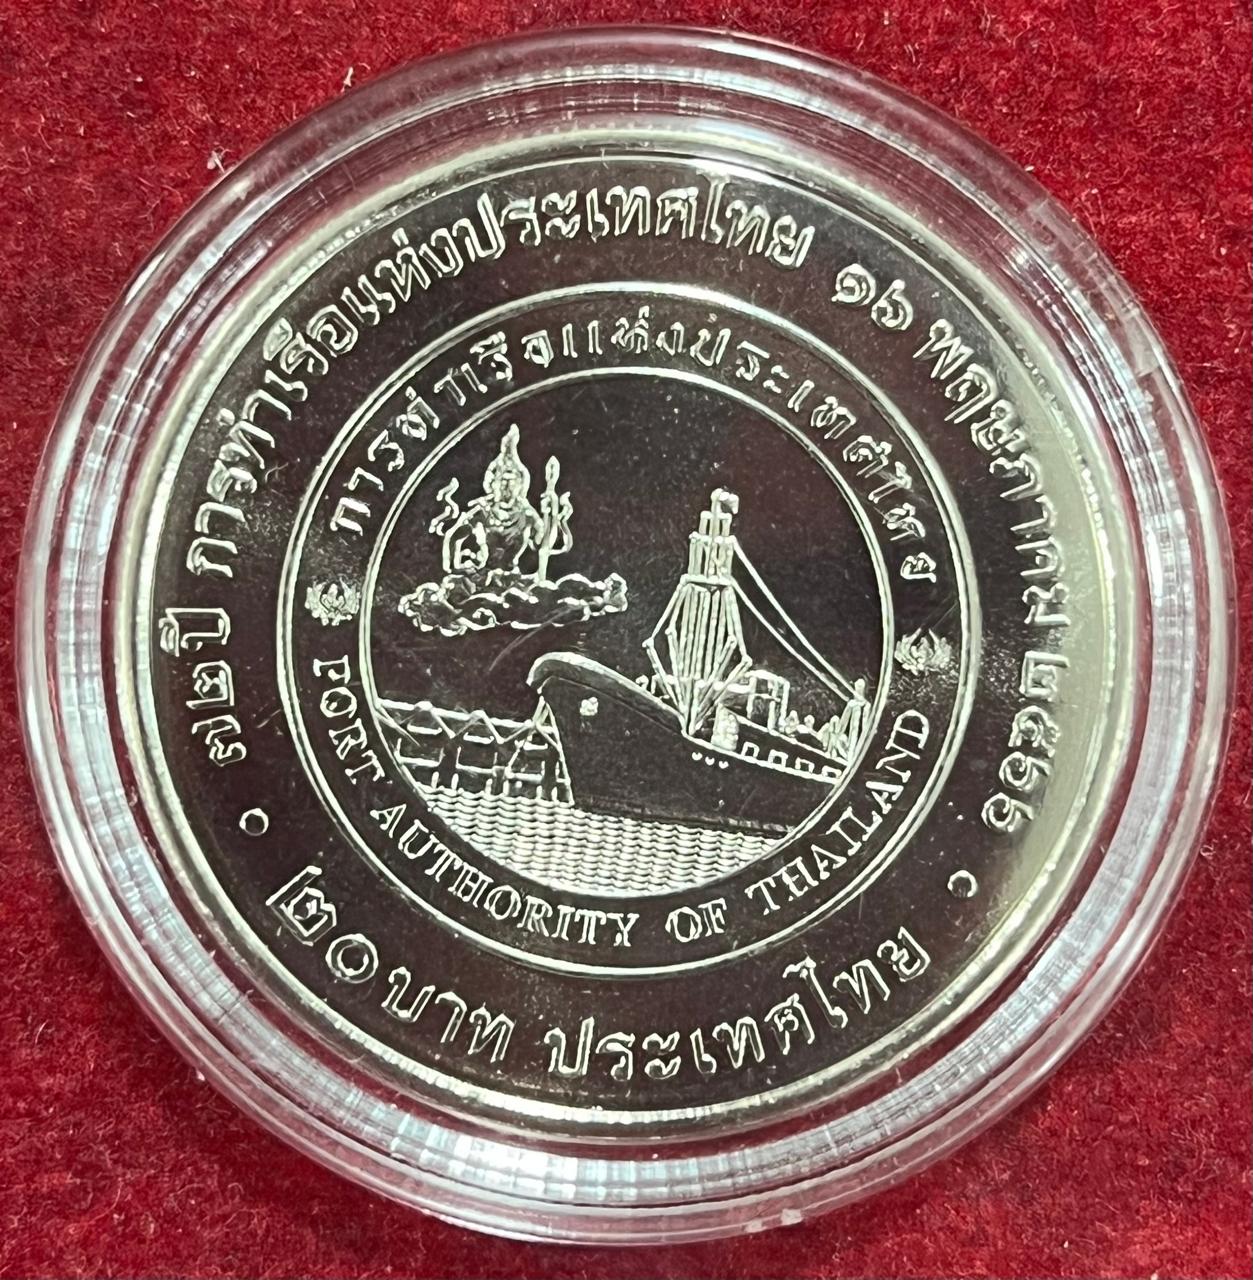 ๗๒ ปี การท่าเรือแห่งประเทศไทย ๑๖ พฤษภาคม ๒๕๖๖
การท่าเรือแห่งประเทศไทย
PORT AUTHORITY OF THAILAND
๒๐ บาท ประเทศไทย